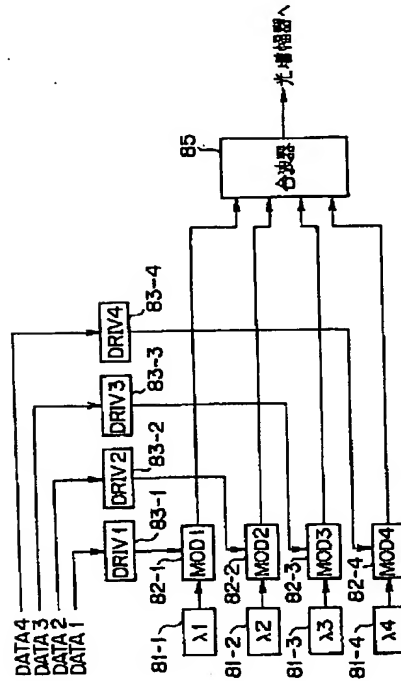 DATA4
DATA3
DATA2
DATA1
DRIV1
83-1
DRIV2
83-2
DRIV3
83-3
DRIV4
83-4
81-1
λ1
82-1
MOD1
81-2
λ2
82-2
MOD2
81-3
λ3
82-3
MOD3
81-4
λ4
82-4
MOD4
85
合波器
光増幅器へ